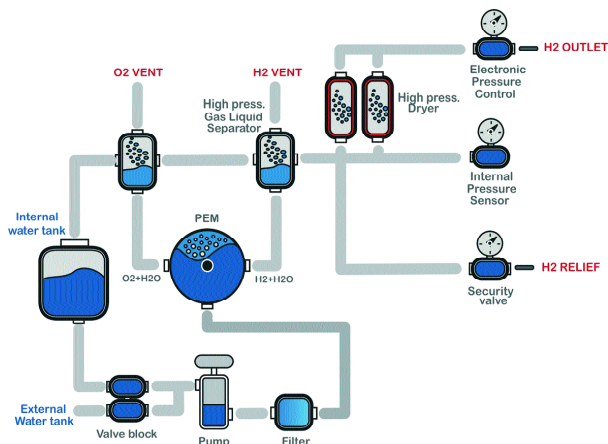 O2 VENT
H2 VENT
H2 OUTLET
Electronic
Pressure
Control
High press.
Gas Liquid
Separator
High press.
Dryer
Internal
Pressure
Sensor
Internal
water tank
PEM
O2+H2O
H2+H2O
H2 RELIEF
Security
valve
External
Water tank
Valve block
Pump
Filter